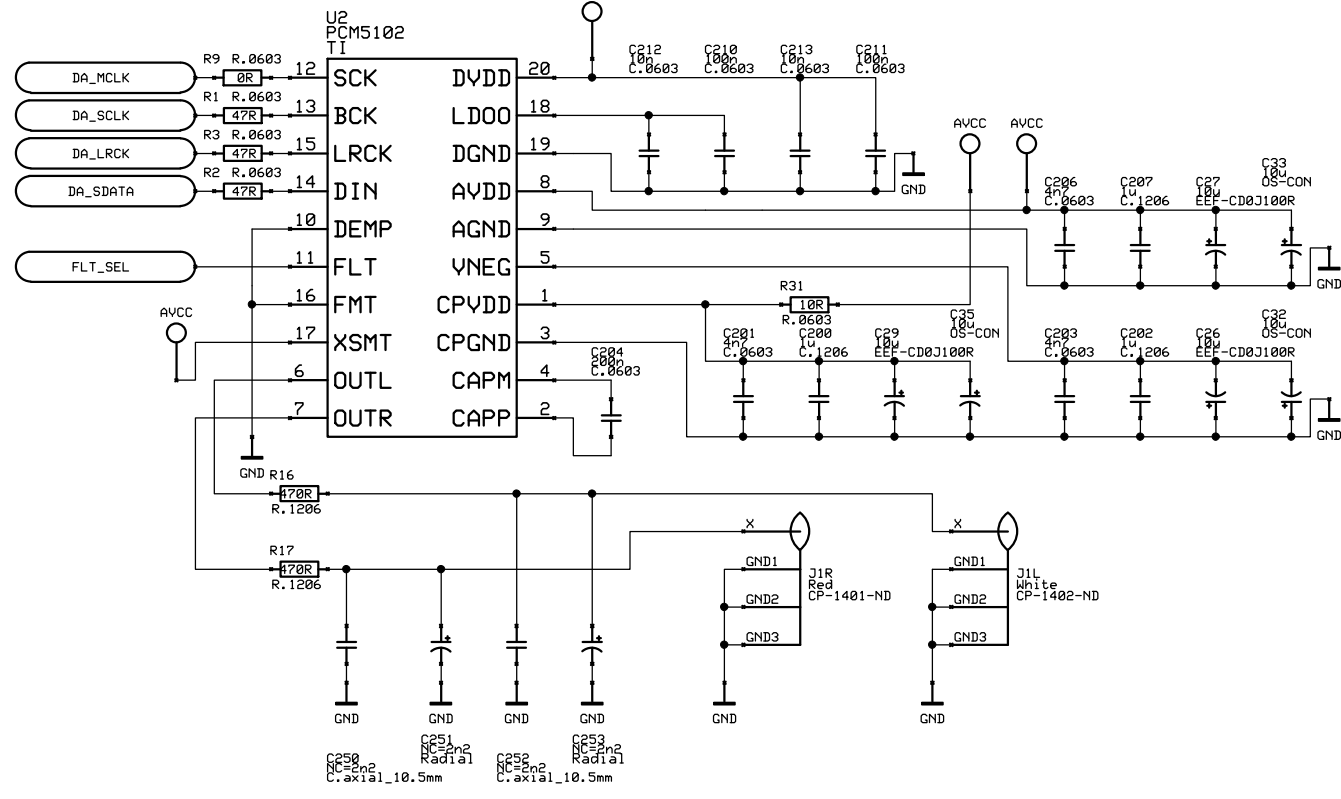 U2
PCM5102
TI
R9 R.0603
DA_MCLK
0R
12 SCK
DVDD 20
R1 R.0603
DA_SCLK
47R
13 BCK
LDOO 18
R3 R.0603
DA_LRCK
47R
15 LRCK
DGND 19
R2 R.0603
DA_SDATA
47R
14 DIN
AVDD 8
10 DEMP
AGND 9
FLT_SEL
11 FLT
VNEG 5
16 FMT
CPVDD 1
AVCC
17 XSMT
CPGND 3
6 OUTL
CAPM 4
7 OUTR
CAPP 2
GND
C212
10n
C.0603
C210
100n
C.0603
C213
10n
C.0603
C211
100n
C.0603
GND
AVCC
AVCC
C206
4n7
C.0603
C207
1u
C.1206
C27
10u
EEF-CD0J100R
C33
10u
OS-CON
GND
R31
10R
R.0603
C204
200n
C.0603
C201
4n7
C.0603
C200
1u
C.1206
C29
10u
EEF-CD0J100R
C35
10u
OS-CON
C203
4n7
C.0603
C202
1u
C.1206
C26
10u
EEF-CD0J100R
C32
10u
OS-CON
GND
R16
470R
R.1206
R17
470R
R.1206
X
GND1
GND2
GND3
J1R
Red
CP-1401-ND
X
GND1
GND2
GND3
J1L
White
CP-1402-ND
GND
GND
GND
GND
GND
GND
C250
NC=2n2
C.axial_10.5mm
C251
NC=2n2
Radial
C252
NC=2n2
C.axial_10.5mm
C253
NC=2n2
Radial